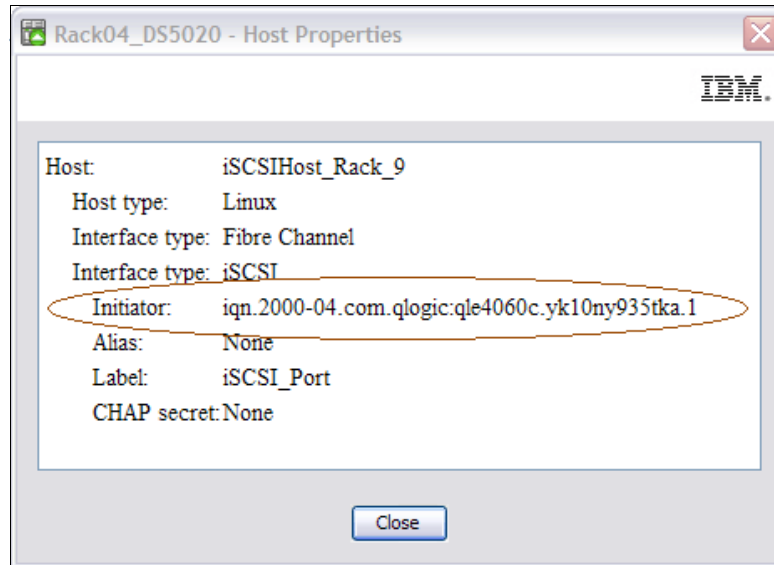 Rack04_DS5020 - Host Properties
IBM.
Host: iSCSIHost_Rack_9
Host type: Linux
Interface type: Fibre Channel
Interface type: iSCSI
Initiator: iqn.2000-04.com.qlogic:qle4060c.yk10ny935tka.1
Alias: None
Label: iSCSI_Port
CHAP secret: None
Close